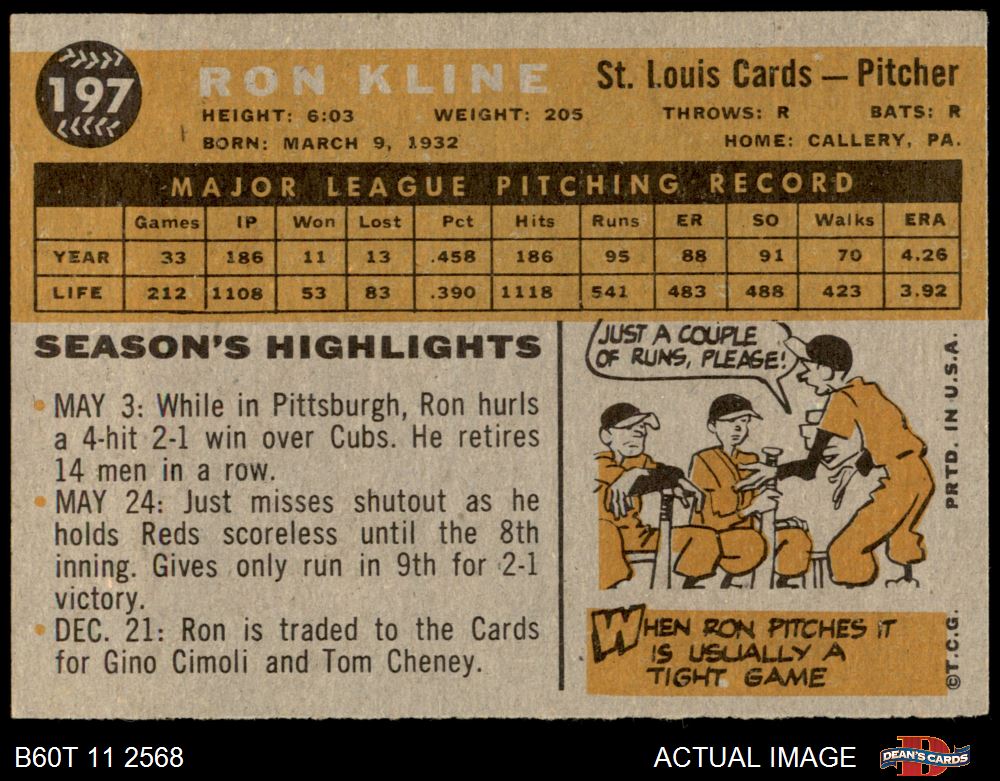 197
RON KLINE
St. Louis Cards — Pitcher
HEIGHT: 6:03 WEIGHT: 205 THROWS: R BATS: R
BORN: MARCH 9, 1932 HOME: CALLERY, PA.
MAJOR LEAGUE PITCHING RECORD
Games IP Won Lost Pct Hits Runs ER SO Walks ERA
YEAR 33 186 11 13 .458 186 95 88 91 70 4.26
LIFE 212 1108 53 83 .390 1118 541 483 488 423 3.92
SEASON'S HIGHLIGHTS
• MAY 3: While in Pittsburgh, Ron hurls
a 4-hit 2-1 win over Cubs. He retires
14 men in a row.
• MAY 24: Just misses shutout as he
holds Reds scoreless until the 8th
inning. Gives only run in 9th for 2-1
victory.
• DEC. 21: Ron is traded to the Cards
for Gino Cimoli and Tom Cheney.
JUST A COUPLE
OF RUNS, PLEASE!
WHEN RON PITCHES IT
IS USUALLY A
TIGHT GAME
©T.C.G. PRTD. IN U.S.A.
B60T 11 2568 ACTUAL IMAGE DEAN'S CARDS